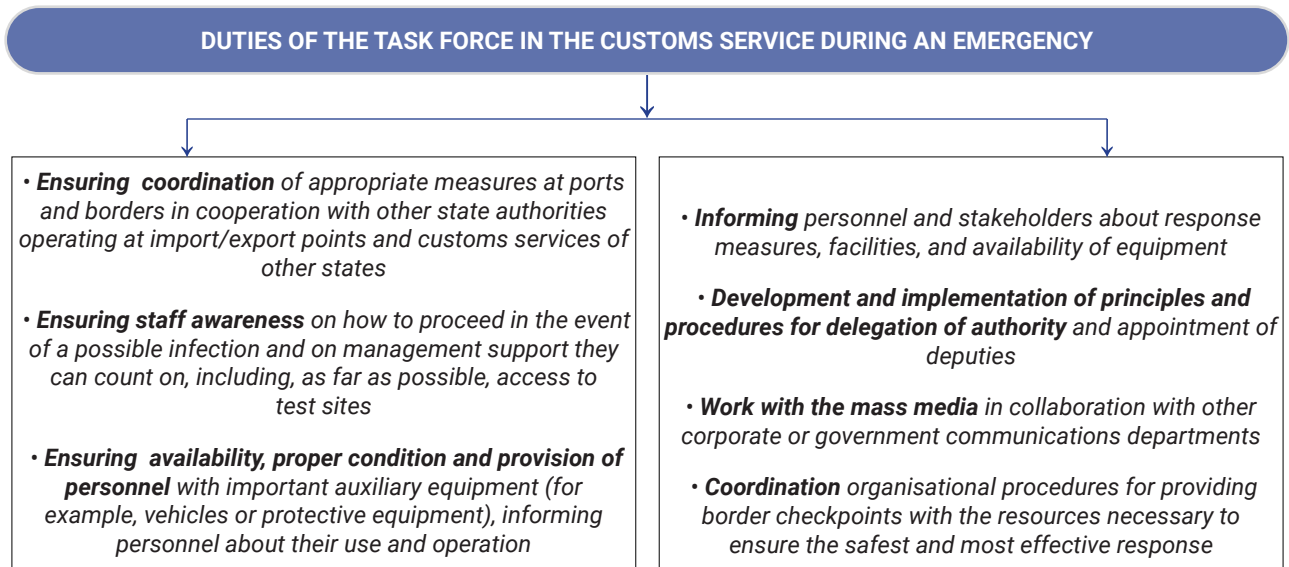 DUTIES OF THE TASK FORCE IN THE CUSTOMS SERVICE DURING AN EMERGENCY
• Ensuring coordination of appropriate measures at ports
and borders in cooperation with other state authorities
operating at import/export points and customs services of
other states
• Ensuring staff awareness on how to proceed in the event
of a possible infection and on management support they
can count on, including, as far as possible, access to
test sites
• Ensuring availability, proper condition and provision of
personnel with important auxiliary equipment (for
example, vehicles or protective equipment), informing
personnel about their use and operation
• Informing personnel and stakeholders about response
measures, facilities, and availability of equipment
• Development and implementation of principles and
procedures for delegation of authority and appointment of
deputies
• Work with the mass media in collaboration with other
corporate or government communications departments
• Coordination organisational procedures for providing
border checkpoints with the resources necessary to
ensure the safest and most effective response